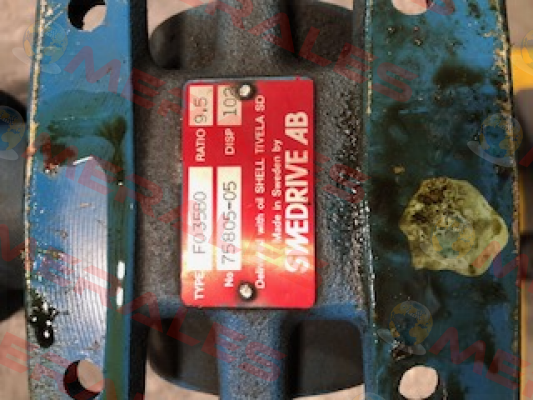 TYPE F03580 RATIO 9.5
No 75805-05 DISP 102
Delivered with oil SHELL TIVELA SD
Made in Sweden by
SWEDRIVE AB